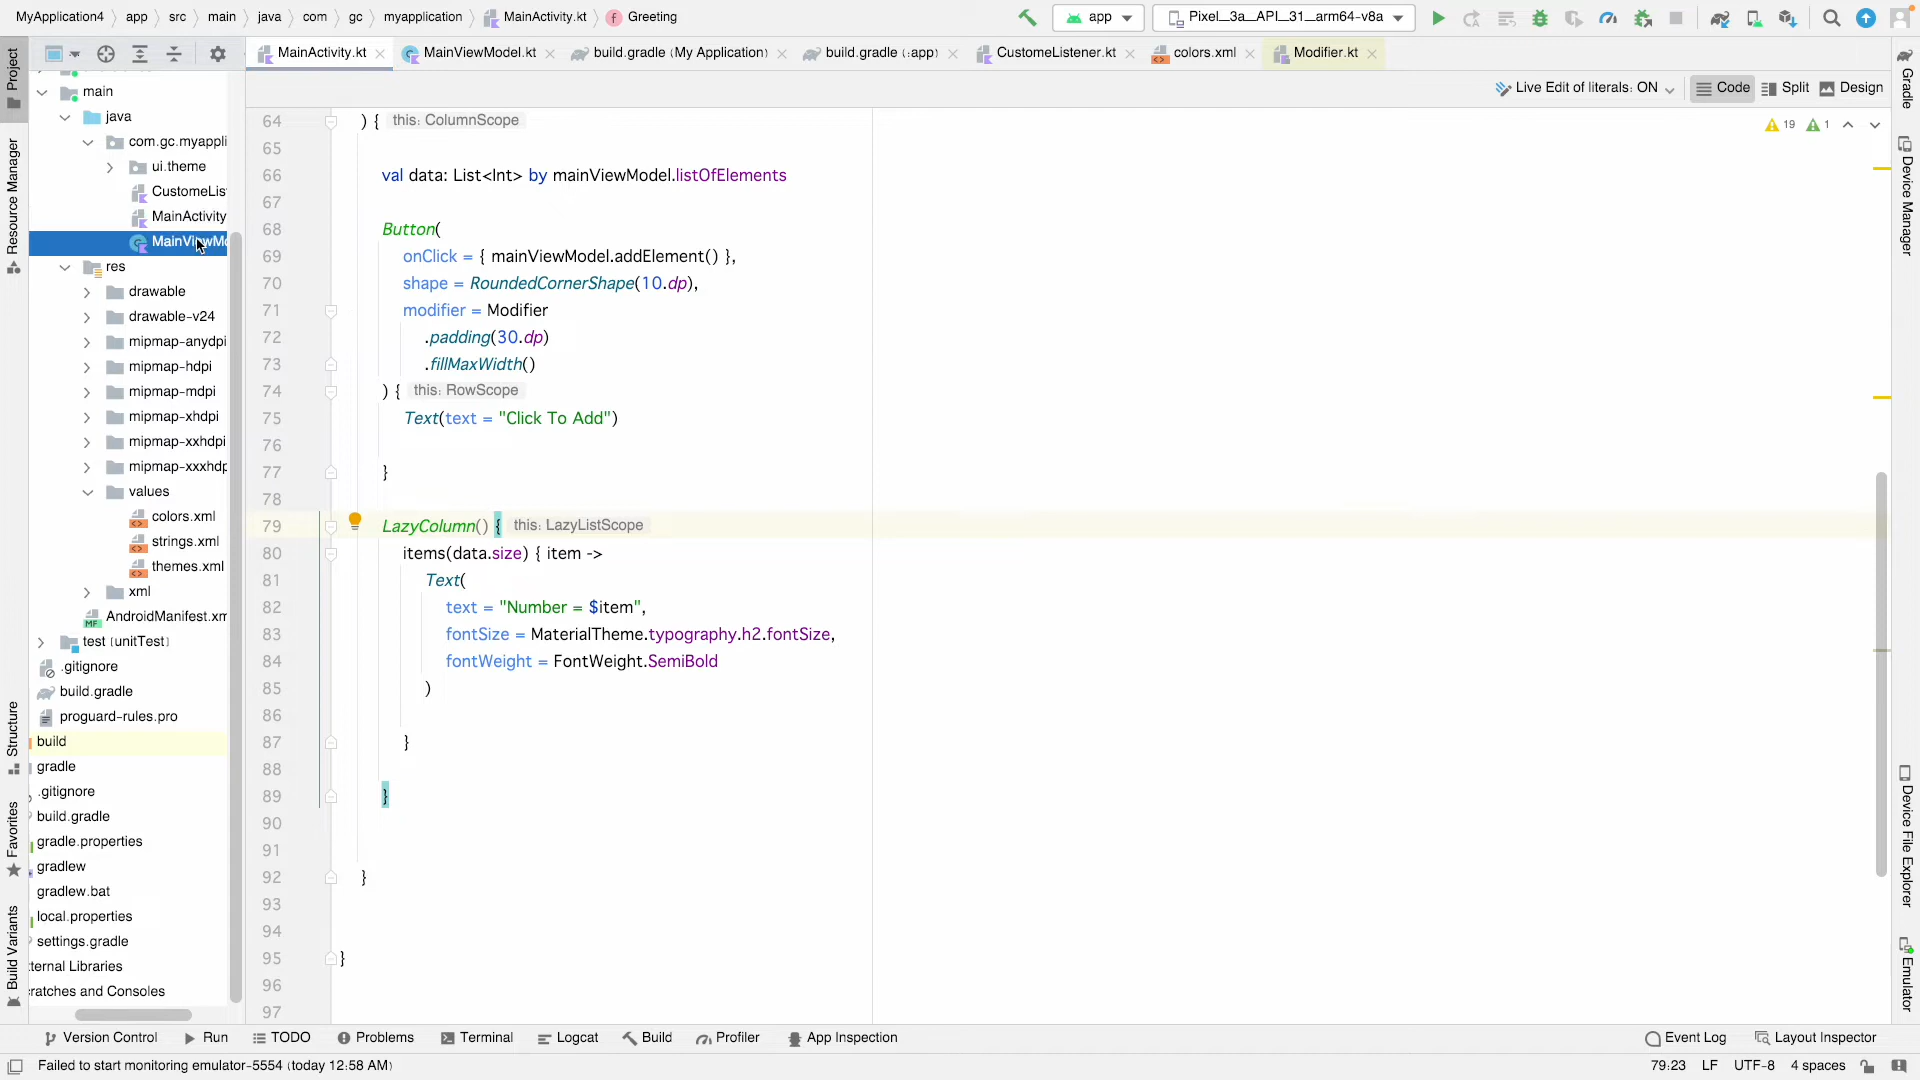 MyApplication4 app src main java com gc myapplication MainActivity.kt Greeting app Pixel_3a_API_31_arm64-v8a
MainActivity.kt MainViewModel.kt build.gradle (My Application) build.gradle (:app) CustomeListener.kt colors.xml Modifier.kt
Live Edit of literals: ON Code Split Design
19 1
Project
Resource Manager
Structure
Favorites
Build Variants
main
java
com.gc.myappli
ui.theme
CustomeLis
MainActivity
MainViewMo
res
drawable
drawable-v24
mipmap-anydpi
mipmap-hdpi
mipmap-mdpi
mipmap-xhdpi
mipmap-xxhdpi
mipmap-xxxhdp
values
colors.xml
strings.xml
themes.xml
xml
AndroidManifest.xm
test (unitTest)
.gitignore
build.gradle
proguard-rules.pro
build
gradle
.gitignore
build.gradle
gradle.properties
gradlew
gradlew.bat
local.properties
settings.gradle
ternal Libraries
ratches and Consoles
64 ) { this: ColumnScope
65
66 val data: List<Int> by mainViewModel.listOfElements
67
68 Button(
69 onClick = { mainViewModel.addElement() },
70 shape = RoundedCornerShape(10.dp),
71 modifier = Modifier
72 .padding(30.dp)
73 .fillMaxWidth()
74 ) { this: RowScope
75 Text(text = "Click To Add")
76
77 }
78
79 LazyColumn() { this: LazyListScope
80 items(data.size) { item ->
81 Text(
82 text = "Number = $item",
83 fontSize = MaterialTheme.typography.h2.fontSize,
84 fontWeight = FontWeight.SemiBold
85 )
86
87 }
88
89 }
90
91
92 }
93
94
95 }
96
97
Gradle
Device Manager
Device File Explorer
Emulator
Version Control Run TODO Problems Terminal Logcat Build Profiler App Inspection Event Log Layout Inspector
Failed to start monitoring emulator-5554 (today 12:58 AM) 79:23 LF UTF-8 4 spaces